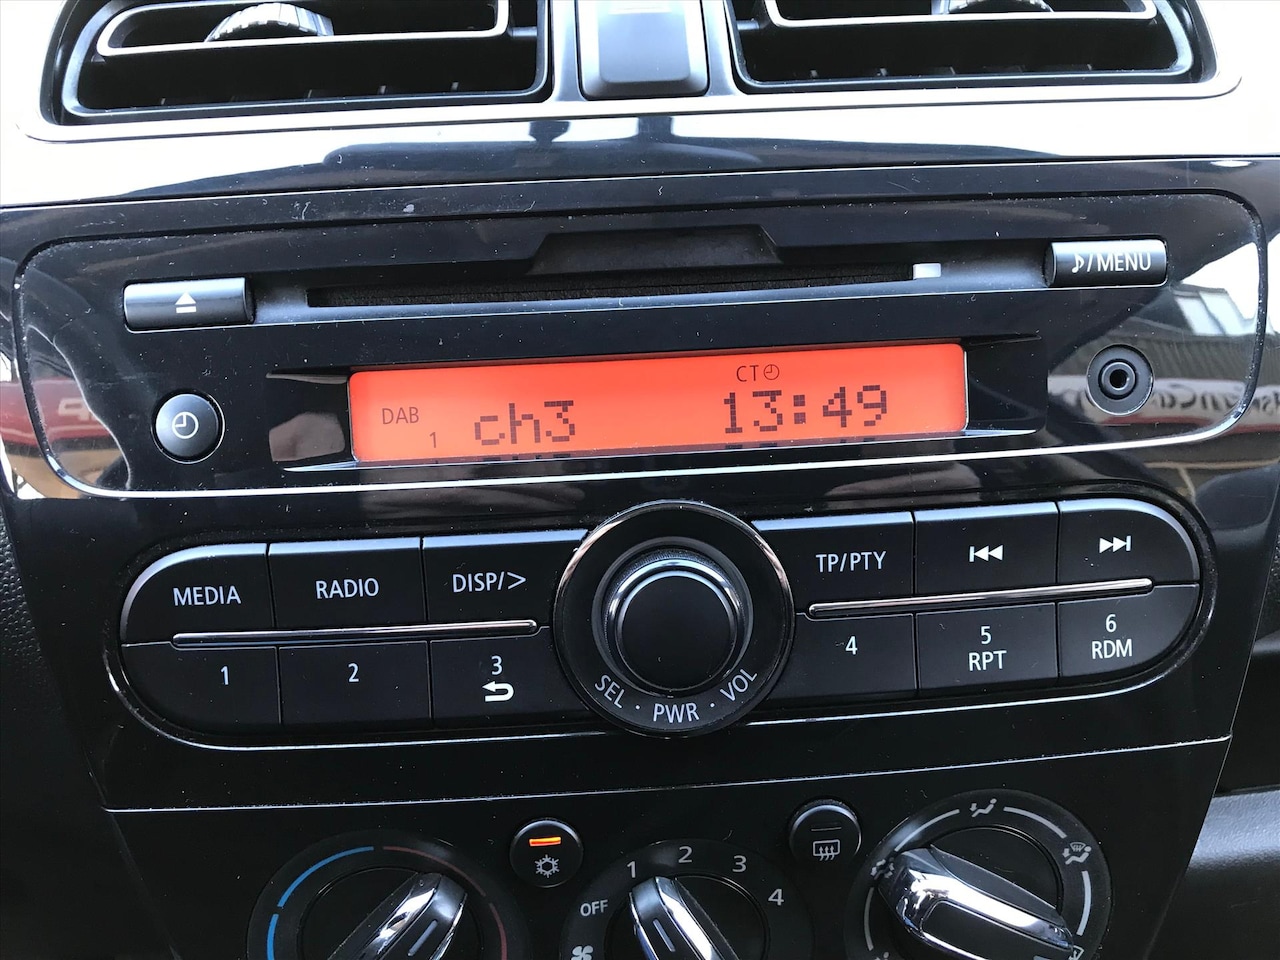 ♪/MENU
CT
DAB 1 ch3 13:49
MEDIA RADIO DISP/> TP/PTY
1 2 3 4 5 RPT 6 RDM
SEL · PWR · VOL
OFF 1 2 3 4